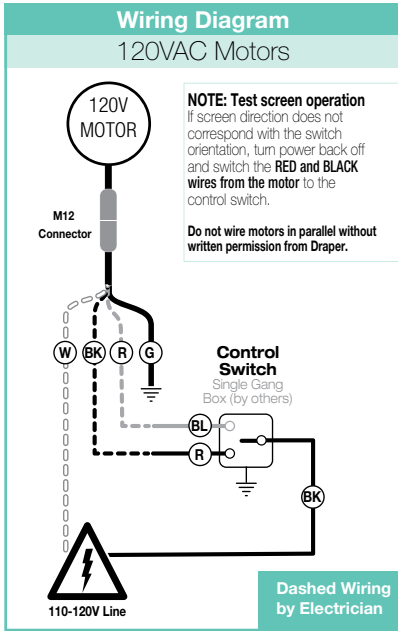 Wiring Diagram
120VAC Motors
120V
MOTOR
NOTE: Test screen operation
If screen direction does not
correspond with the switch
orientation, turn power back off
and switch the RED and BLACK
wires from the motor to the
control switch.
Do not wire motors in parallel without
written permission from Draper.
M12
Connector
W
BK
R
G
Control
Switch
Single Gang
Box (by others)
BL
R
BK
110-120V Line
Dashed Wiring
by Electrician